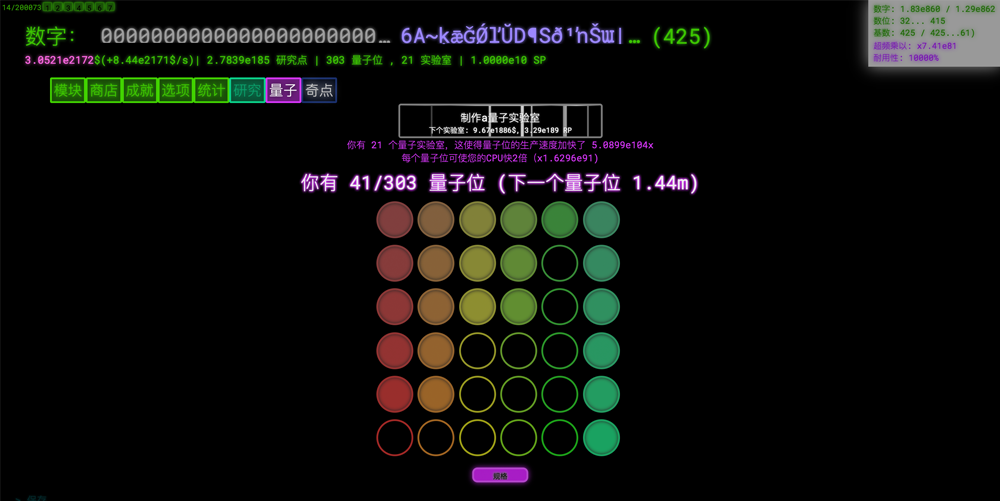 14/200073
数字： 00000000000000000000000000… (425)
3.0521e2172$(+8.44e2171$/s)| 2.7839e185 研究点 | 303 量子位 , 21 实验室 | 1.0000e10 SP
数字: 1.83e860 / 1.29e862
数位: 32... 415
基数: 425 / 425...61)
超频乘以: x7.41e81
耐用性: 10000%
模块 商店 成就 选项 统计 研究 量子 奇点
制作a量子实验室
下个实验室: 9.67e1886$, 3.29e189 RP
你有 21 个量子实验室，这使得量子位的生产速度加快了 5.0899e104x
每个量子位可使您的CPU快2倍 (x1.6296e91)
你有 41/303 量子位 (下一个量子位 1.44m)
规格